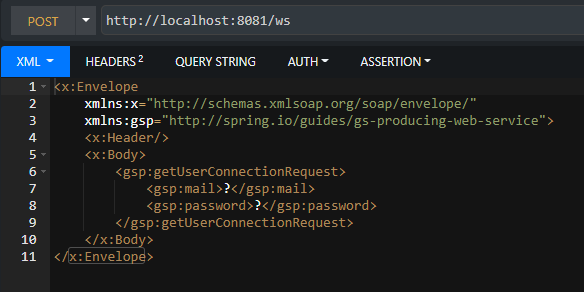 POST http://localhost:8081/ws
XML HEADERS 2 QUERY STRING AUTH ASSERTION
1 <x:Envelope
2 xmlns:x="http://schemas.xmlsoap.org/soap/envelope/"
3 xmlns:gsp="http://spring.io/guides/gs-producing-web-service">
4 <x:Header/>
5 <x:Body>
6 <gsp:getUserConnectionRequest>
7 <gsp:mail>?</gsp:mail>
8 <gsp:password>?</gsp:password>
9 </gsp:getUserConnectionRequest>
10 </x:Body>
11 </x:Envelope>